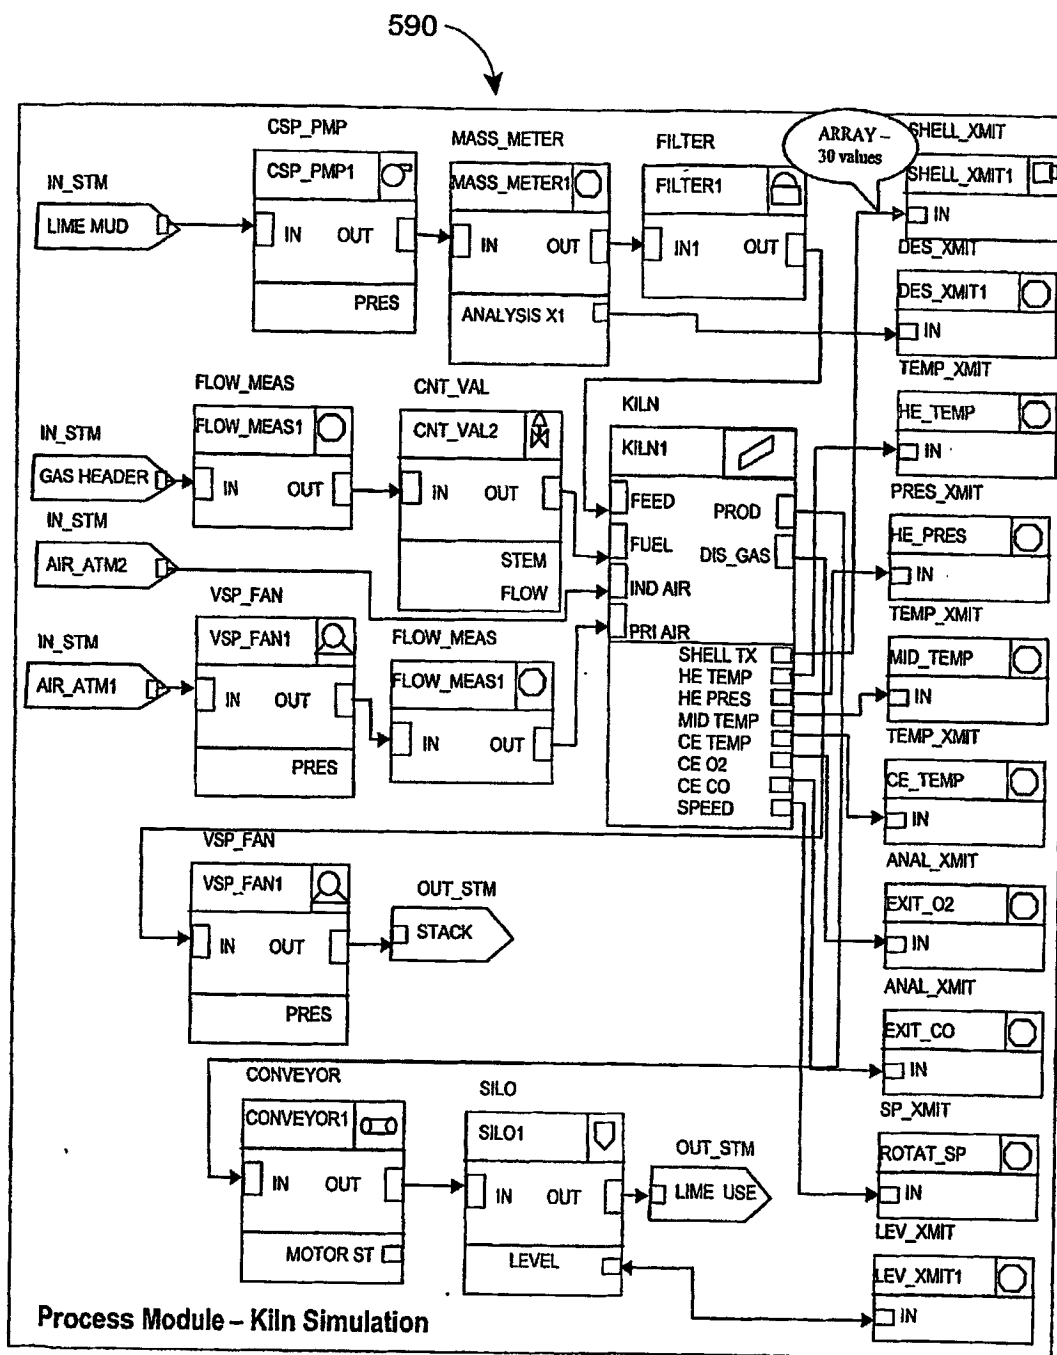 590
CSP_PMP
MASS_METER
FILTER
ARRAY –
30 values
SHELL_XMIT
IN_STM
CSP_PMP1
MASS_METER1
FILTER1
SHELL_XMIT1
LIME MUD
IN OUT
IN OUT
IN1 OUT
IN
PRES
ANALYSIS X1
DES_XMIT
DES_XMIT1
IN
FLOW_MEAS
CNT_VAL
KILN
TEMP_XMIT
IN_STM
FLOW_MEAS1
CNT_VAL2
KILN1
HE_TEMP
GAS HEADER
IN OUT
IN OUT
FEED
PROD
IN
IN_STM
AIR_ATM2
STEM
FLOW
FUEL
DIS_GAS
IND AIR
PRI AIR
PRES_XMIT
HE_PRES
IN
VSP_FAN
IN_STM
VSP_FAN1
FLOW_MEAS
SHELL TX
HE TEMP
HE PRES
MID TEMP
CE TEMP
CE O2
CE CO
SPEED
TEMP_XMIT
MID_TEMP
IN
AIR_ATM1
IN OUT
FLOW_MEAS1
IN OUT
PRES
TEMP_XMIT
CE_TEMP
IN
VSP_FAN
VSP_FAN1
OUT_STM
ANAL_XMIT
EXIT_O2
IN OUT
STACK
IN
PRES
ANAL_XMIT
EXIT_CO
IN
CONVEYOR
SILO
SP_XMIT
CONVEYOR1
SILO1
OUT_STM
ROTAT_SP
IN OUT
IN OUT
LIME USE
IN
MOTOR ST
LEVEL
LEV_XMIT
LEV_XMIT1
IN
Process Module – Kiln Simulation